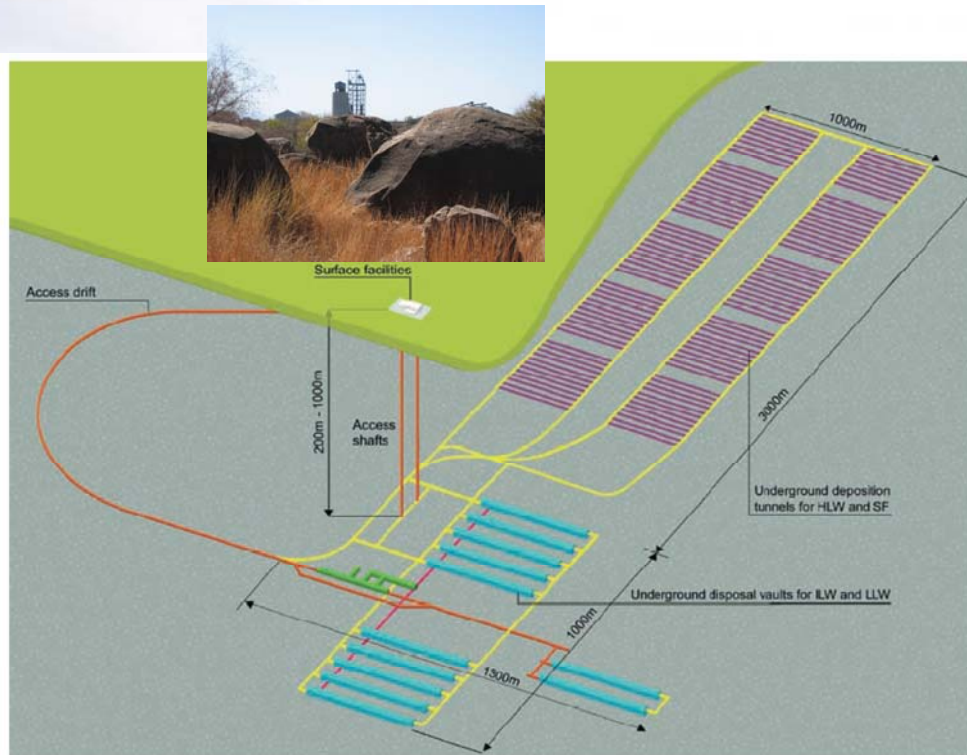 1000m
Surface facilities
Access drift
200m - 1000m
Access
shafts
3000m
Underground deposition
tunnels for HLW and SF
Underground disposal vaults for ILW and LLW
1000m
1500m